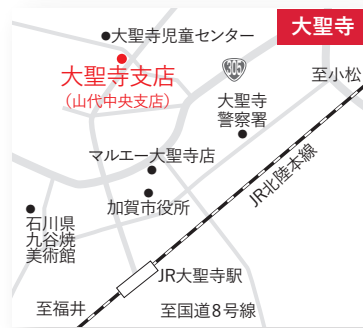 大聖寺
大聖寺児童センター
305
大聖寺支店
（山代中央支店）
至小松
大聖寺
警察署
マルエー大聖寺店
JR北陸本線
加賀市役所
石川県
九谷焼
美術館
JR大聖寺駅
至福井
至国道8号線